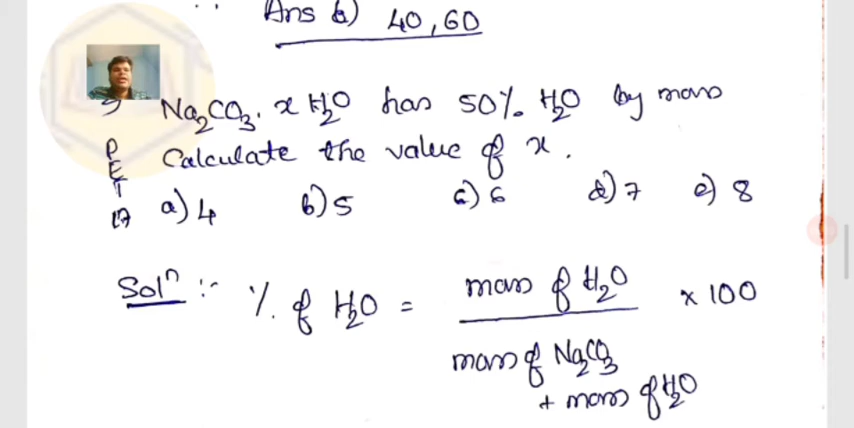 Ans b) 40, 60
Na₂CO₃. x H₂O has 50%. H₂O by mass
Calculate the value of x.
PET
a) 4 b) 5 c) 6 d) 7 e) 8
Solⁿ :- %. of H₂O = mass of H₂O / mass of Na₂CO₃ + mass of H₂O × 100